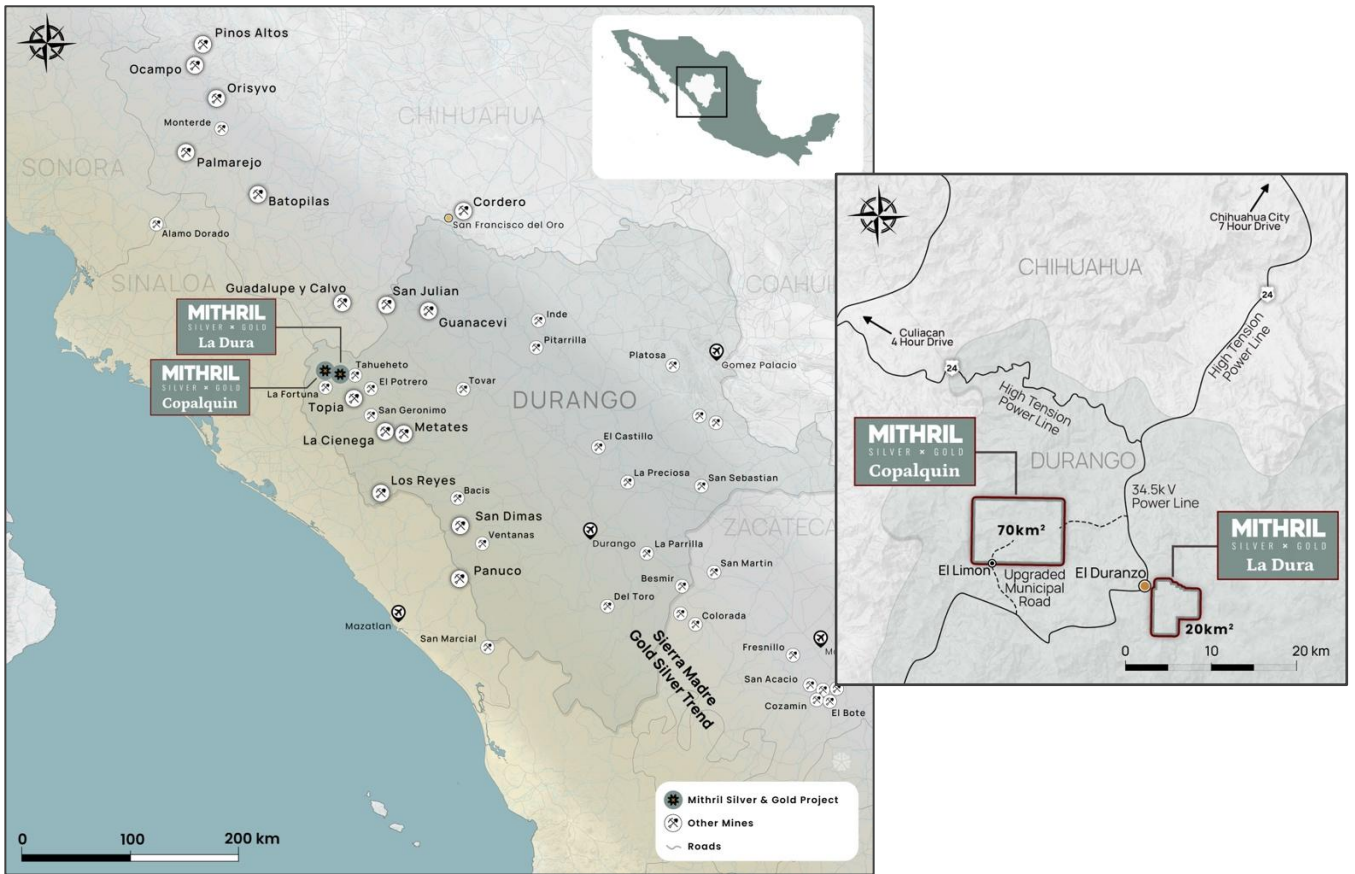 Pinos Altos
Ocampo
Orisyvo
Monterde
CHIHUAHUA
SONORA
Palmarejo
Batopilas
Cordero
San Francisco del Oro
Alamo Dorado
SINALOA
COAHUI
Guadalupe y Calvo
San Julian
Guanacevi
MITHRIL
SILVER GOLD
La Dura
Inde
Pitarrilla
Platosa
Gomez Palacio
MITHRIL
SILVER GOLD
Copalquin
Tahueheto
La Fortuna
El Potrero
Tovar
Topia
DURANGO
San Geronimo
La Cienega
Metates
El Castillo
Los Reyes
Bacis
La Preciosa
San Sebastian
San Dimas
Ventanas
ZACATECA
Durango
La Parrilla
Panuco
Besmir
San Martin
Mazatlan
Del Toro
Colorada
San Marcial
Sierra Madre
Gold Silver Trend
Fresnillo
San Acacio
Cozamin
El Bote
Mithril Silver & Gold Project
Other Mines
Roads
0 100 200 km
Chihuahua City
7 Hour Drive
CHIHUAHUA
24
Culiacan
4 Hour Drive
24
High Tension
Power Line
High Tension
Power Line
MITHRIL
SILVER GOLD
Copalquin
DURANGO
34.5kV
Power Line
70km²
MITHRIL
SILVER GOLD
La Dura
El Limon
Upgraded
Municipal
Road
El Duranzo
20km²
0 10 20 km